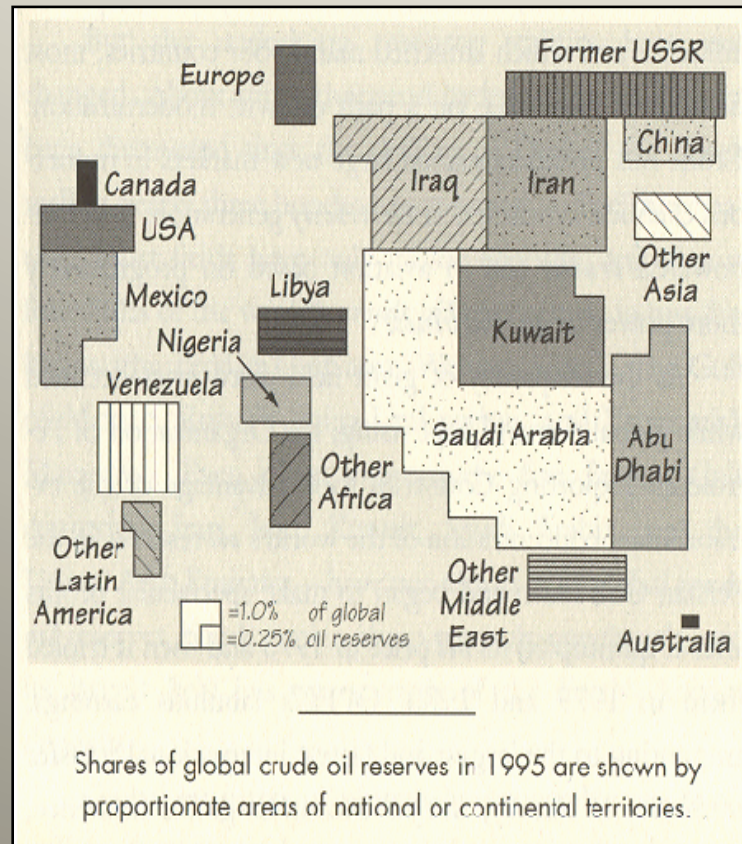 Europe
Former USSR
China
Canada
Iraq
Iran
USA
Other
Asia
Mexico
Libya
Kuwait
Nigeria
Venezuela
Saudi Arabia
Abu
Dhabi
Other
Africa
Other
Latin
America
Other
Middle
East
=1.0% of global
=0.25% oil reserves
Australia
Shares of global crude oil reserves in 1995 are shown by
proportionate areas of national or continental territories.